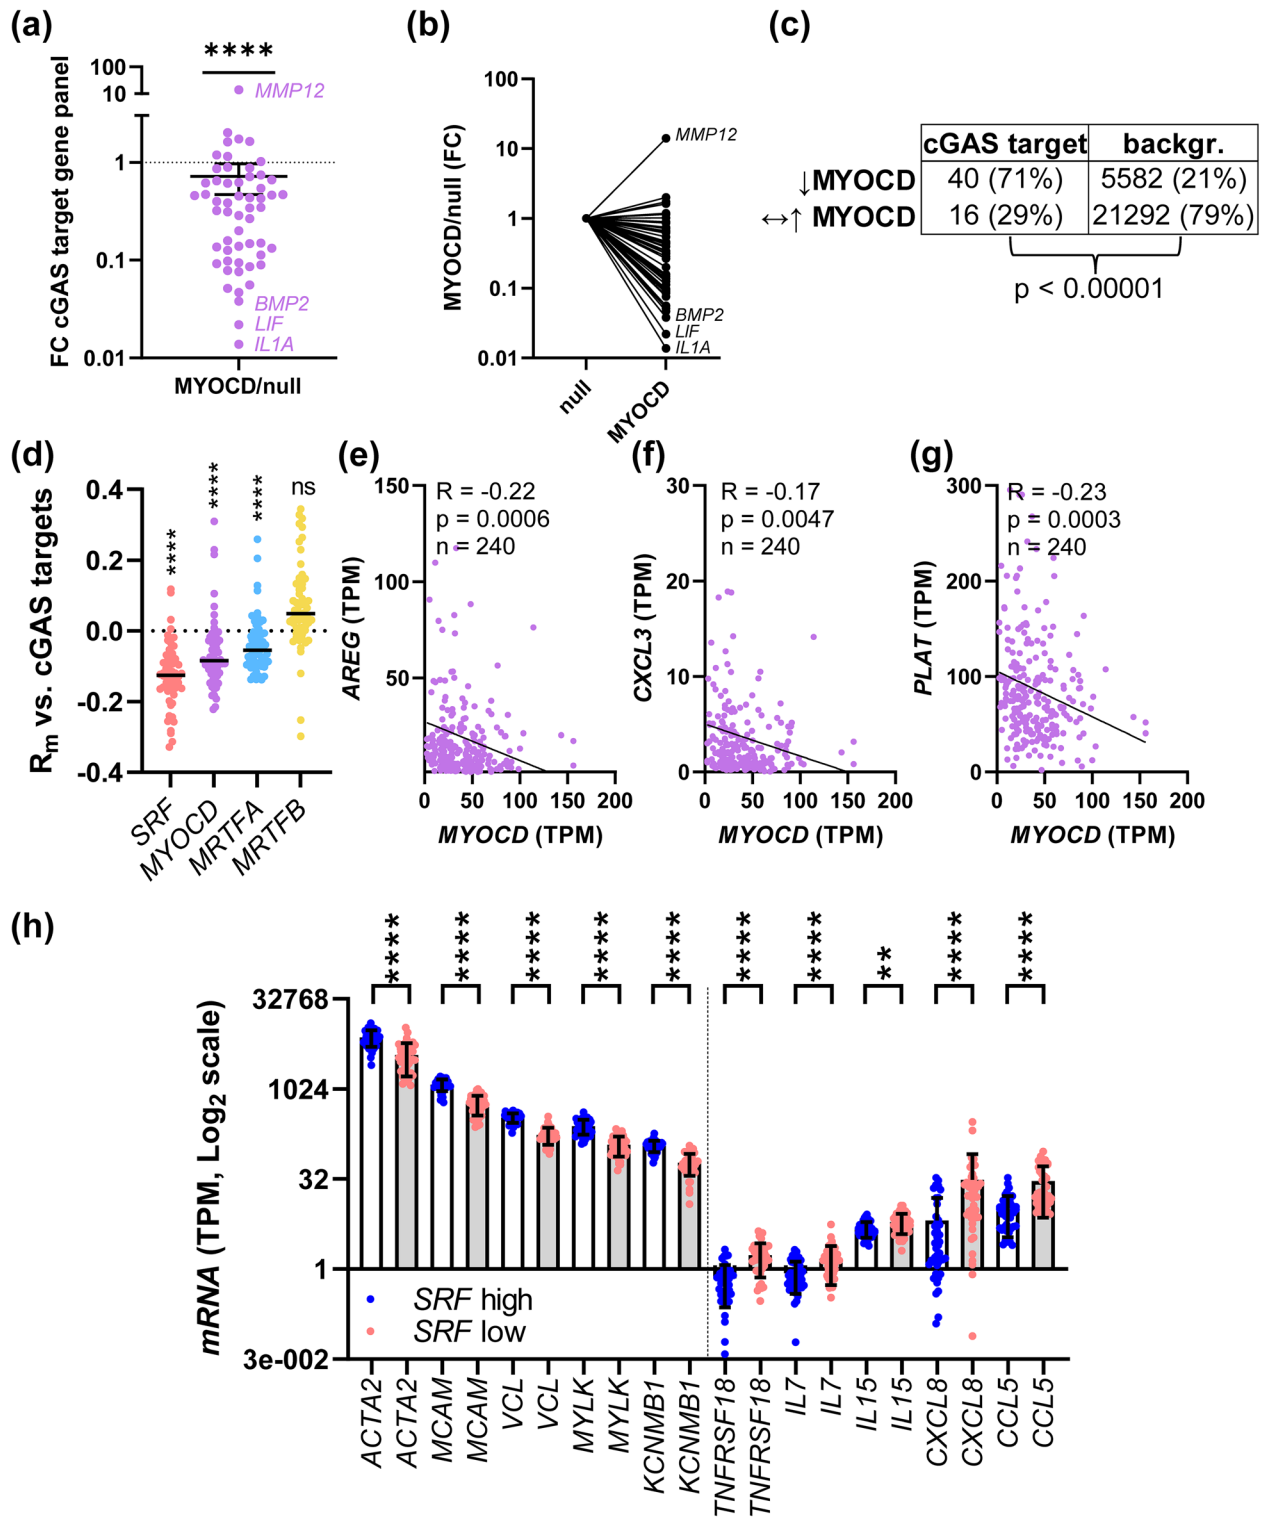 (a)
****
FC cGAS target gene panel
100
10
1
0.1
0.01
MMP12
BMP2
LIF
IL1A
MYOCD/null
(b)
MYOCD/null (FC)
100
10
1
0.1
0.01
MMP12
BMP2
LIF
IL1A
null
MYOCD
(c)
cGAS target backgr.
↓MYOCD 40 (71%) 5582 (21%)
↔↑ MYOCD 16 (29%) 21292 (79%)
p < 0.00001
(d)
Rm vs. cGAS targets
0.4
0.2
0.0
-0.2
-0.4
****
****
****
ns
SRF
MYOCD
MRTFA
MRTFB
(e)
AREG (TPM)
150
100
50
0
R = -0.22
p = 0.0006
n = 240
0 50 100 150 200
MYOCD (TPM)
(f)
CXCL3 (TPM)
30
20
10
0
R = -0.17
p = 0.0047
n = 240
0 50 100 150 200
MYOCD (TPM)
(g)
PLAT (TPM)
300
200
100
0
R = -0.23
p = 0.0003
n = 240
0 50 100 150 200
MYOCD (TPM)
(h)
mRNA (TPM, Log2 scale)
32768
1024
32
1
3e-002
**** **** **** **** **** **** **** ** **** ****
SRF high
SRF low
ACTA2
ACTA2
MCAM
MCAM
VCL
VCL
MYLK
MYLK
KCNMB1
KCNMB1
TNFRSF18
TNFRSF18
IL7
IL7
IL15
IL15
CXCL8
CXCL8
CCL5
CCL5